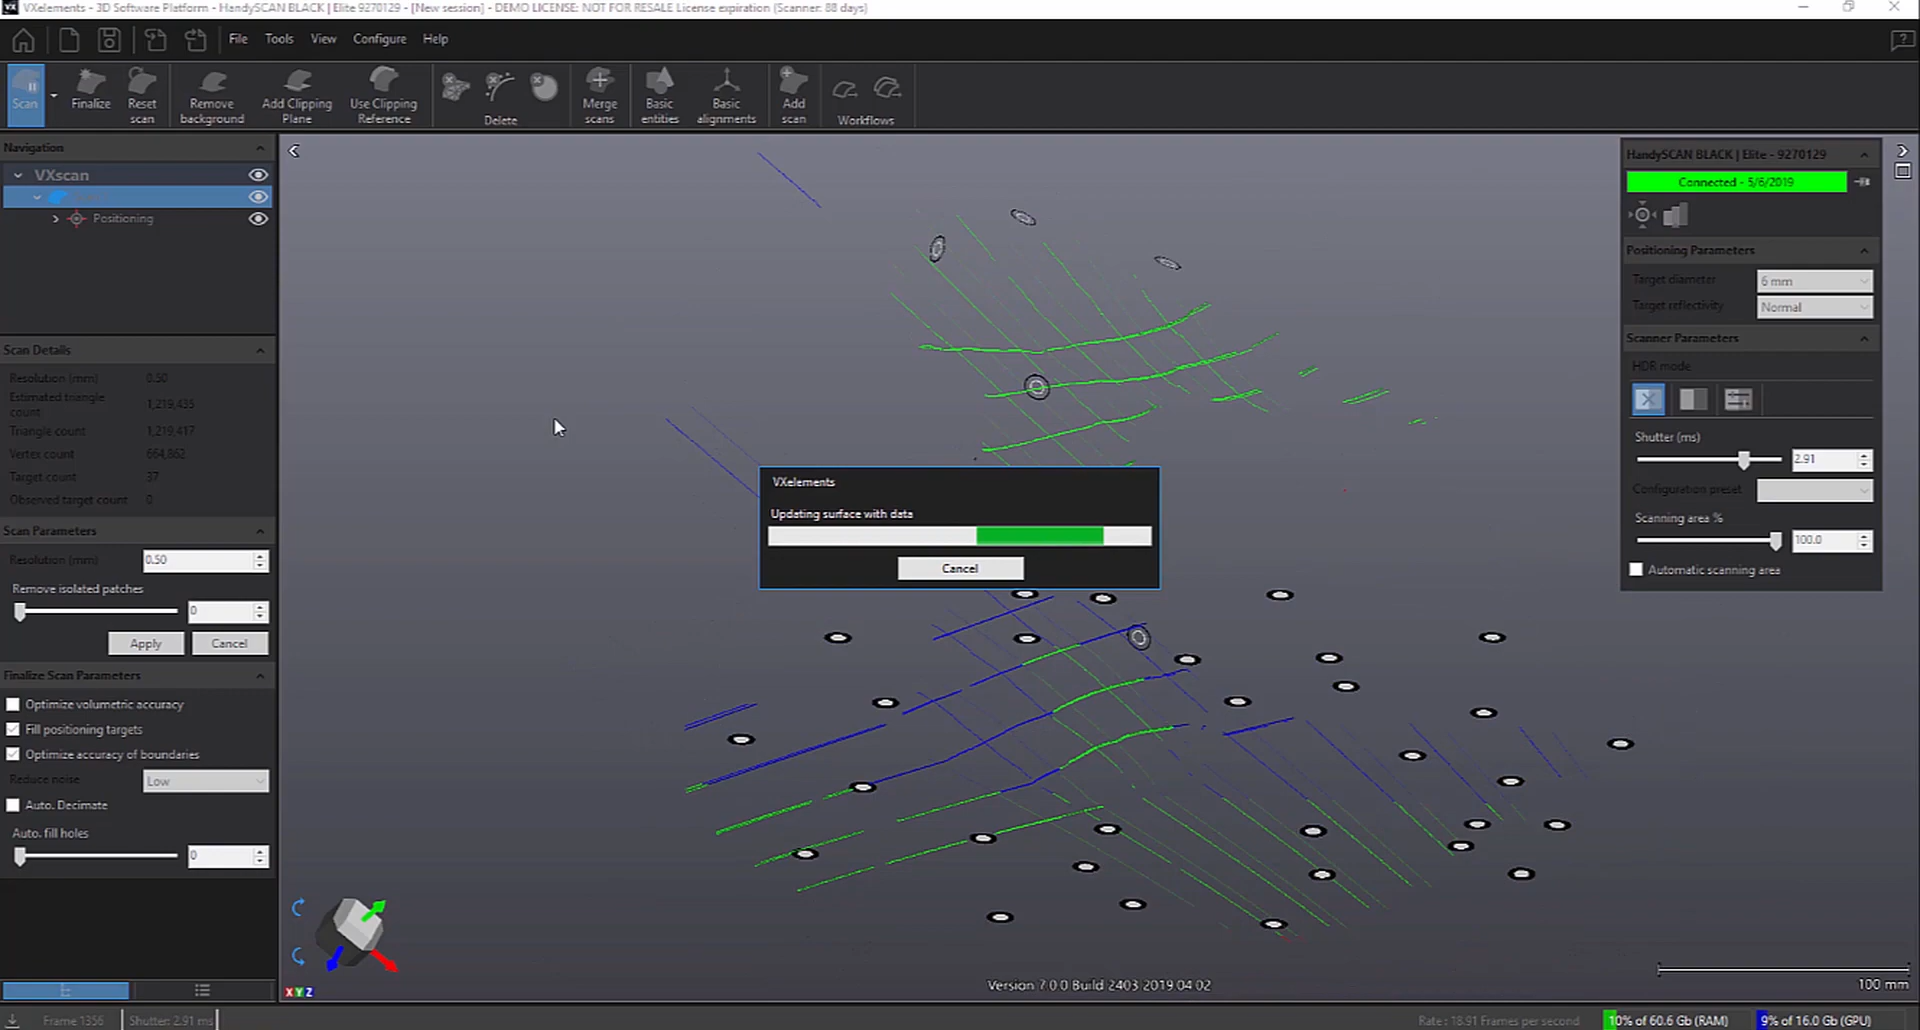 VXelements - 3D Software Platform - HandySCAN BLACK | Elite 9270129 - [New session] - DEMO LICENSE: NOT FOR RESALE License expiration (Scanner: 88 days)
File Tools View Configure Help
Scan
Finalize
Reset scan
Remove background
Add Clipping Plane
Use Clipping Reference
Delete
Merge scans
Basic entities
Basic alignments
Add scan
Workflows
Navigation
VXscan
Positioning
Scan Details
Resolution (mm) 0.50
Estimated triangle count 1,219,435
Triangle count 1,219,417
Vertex count 664,862
Target count 37
Observed target count 0
Scan Parameters
Resolution (mm) 0.50
Remove isolated patches
0
Apply Cancel
Finalize Scan Parameters
Optimize volumetric accuracy
Fill positioning targets
Optimize accuracy of boundaries
Reduce noise Low
Auto. Decimate
Auto. fill holes
0
VXelements
Updating surface with data
Cancel
HandySCAN BLACK | Elite - 9270129
Connected - 5/6/2019
Positioning Parameters
Target diameter 6 mm
Target reflectivity Normal
Scanner Parameters
HDR mode
Shutter (ms)
2.91
Configuration preset
Scanning area %
100.0
Automatic scanning area
XYZ
Version 7.0.0 Build 2403 2019 04 02
100 mm
Frame 1356 Shutter: 2.91 ms
Rate : 18.91 Frames per second
10% of 60.6 Gb (RAM)
9% of 16.0 Gb (GPU)